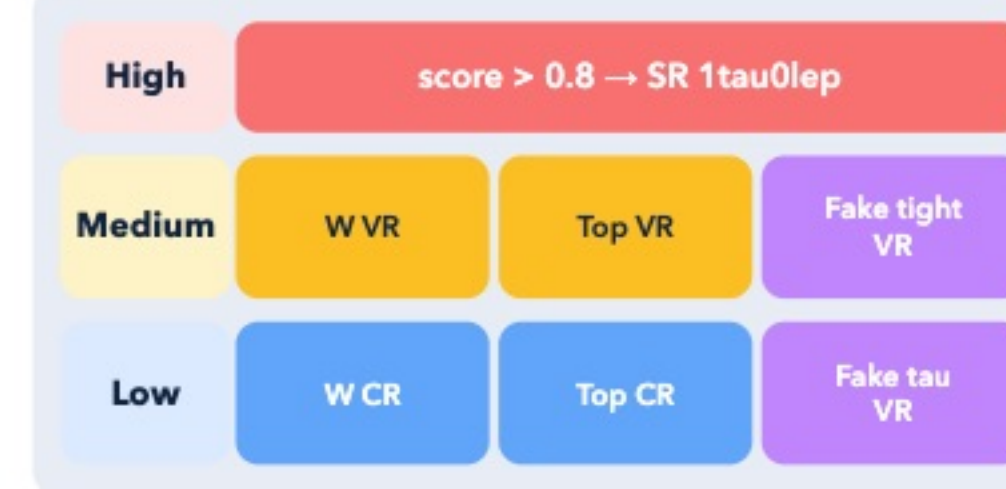 High
score > 0.8 → SR 1tau0lep
Medium
W VR
Top VR
Fake tight
VR
Low
W CR
Top CR
Fake tau
VR